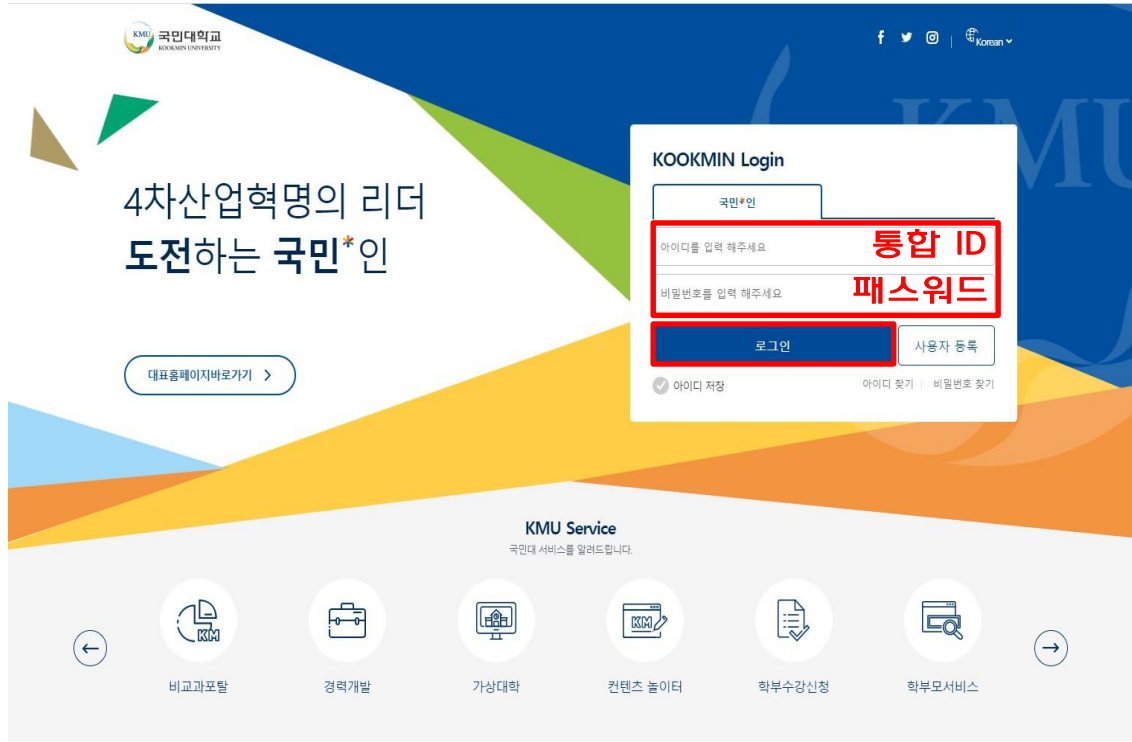 KMU 국민대학교
KOOKMIN UNIVERSITY
Korean
KMU
4차산업혁명의 리더
도전하는 국민*인
대표홈페이지바로가기
KOOKMIN Login
국민*인
아이디를 입력 해주세요 통합 ID
비밀번호를 입력 해주세요 패스워드
로그인 사용자 등록
아이디 저장 아이디 찾기 | 비밀번호 찾기
KMU Service
국민대 서비스를 알려드립니다.
KM KM
비교과포탈 경력개발 가상대학 컨텐츠 놀이터 학부수강신청 학부모서비스